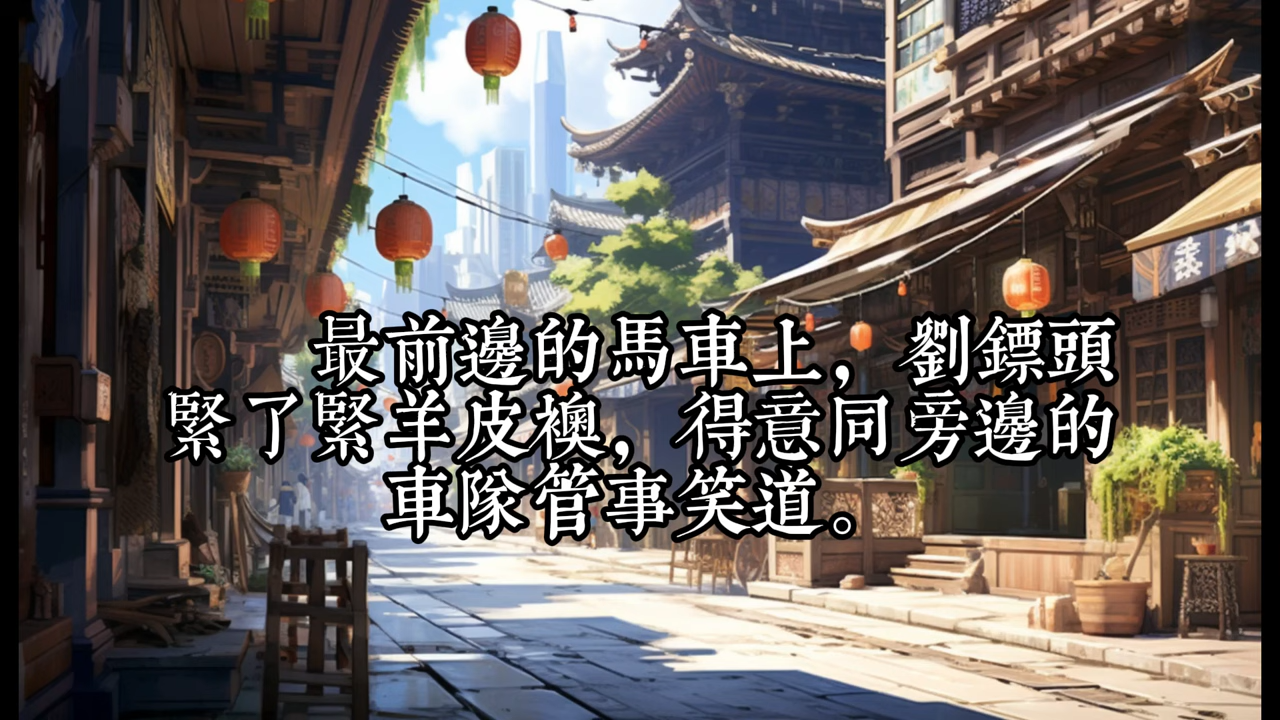 最前邊的馬車上，劉鏢頭
緊了緊羊皮襖，得意同旁邊的
車隊管事笑道。